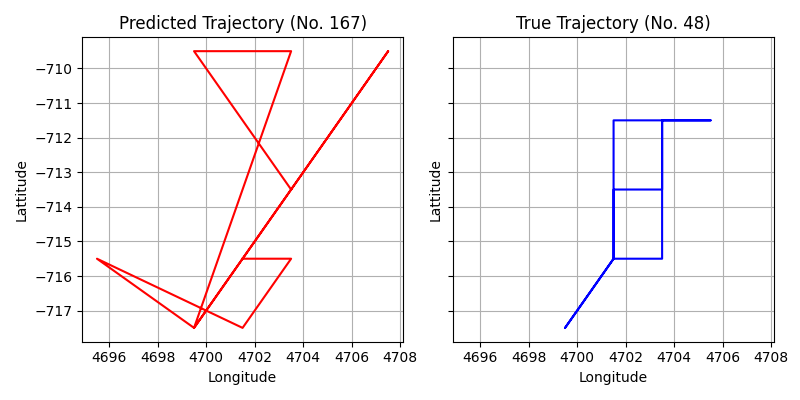 Predicted Trajectory (No. 167)
True Trajectory (No. 48)
−710
−711
−712
−713
−714
−715
−716
−717
Lattitude
Lattitude
4696 4698 4700 4702 4704 4706 4708
4696 4698 4700 4702 4704 4706 4708
Longitude
Longitude